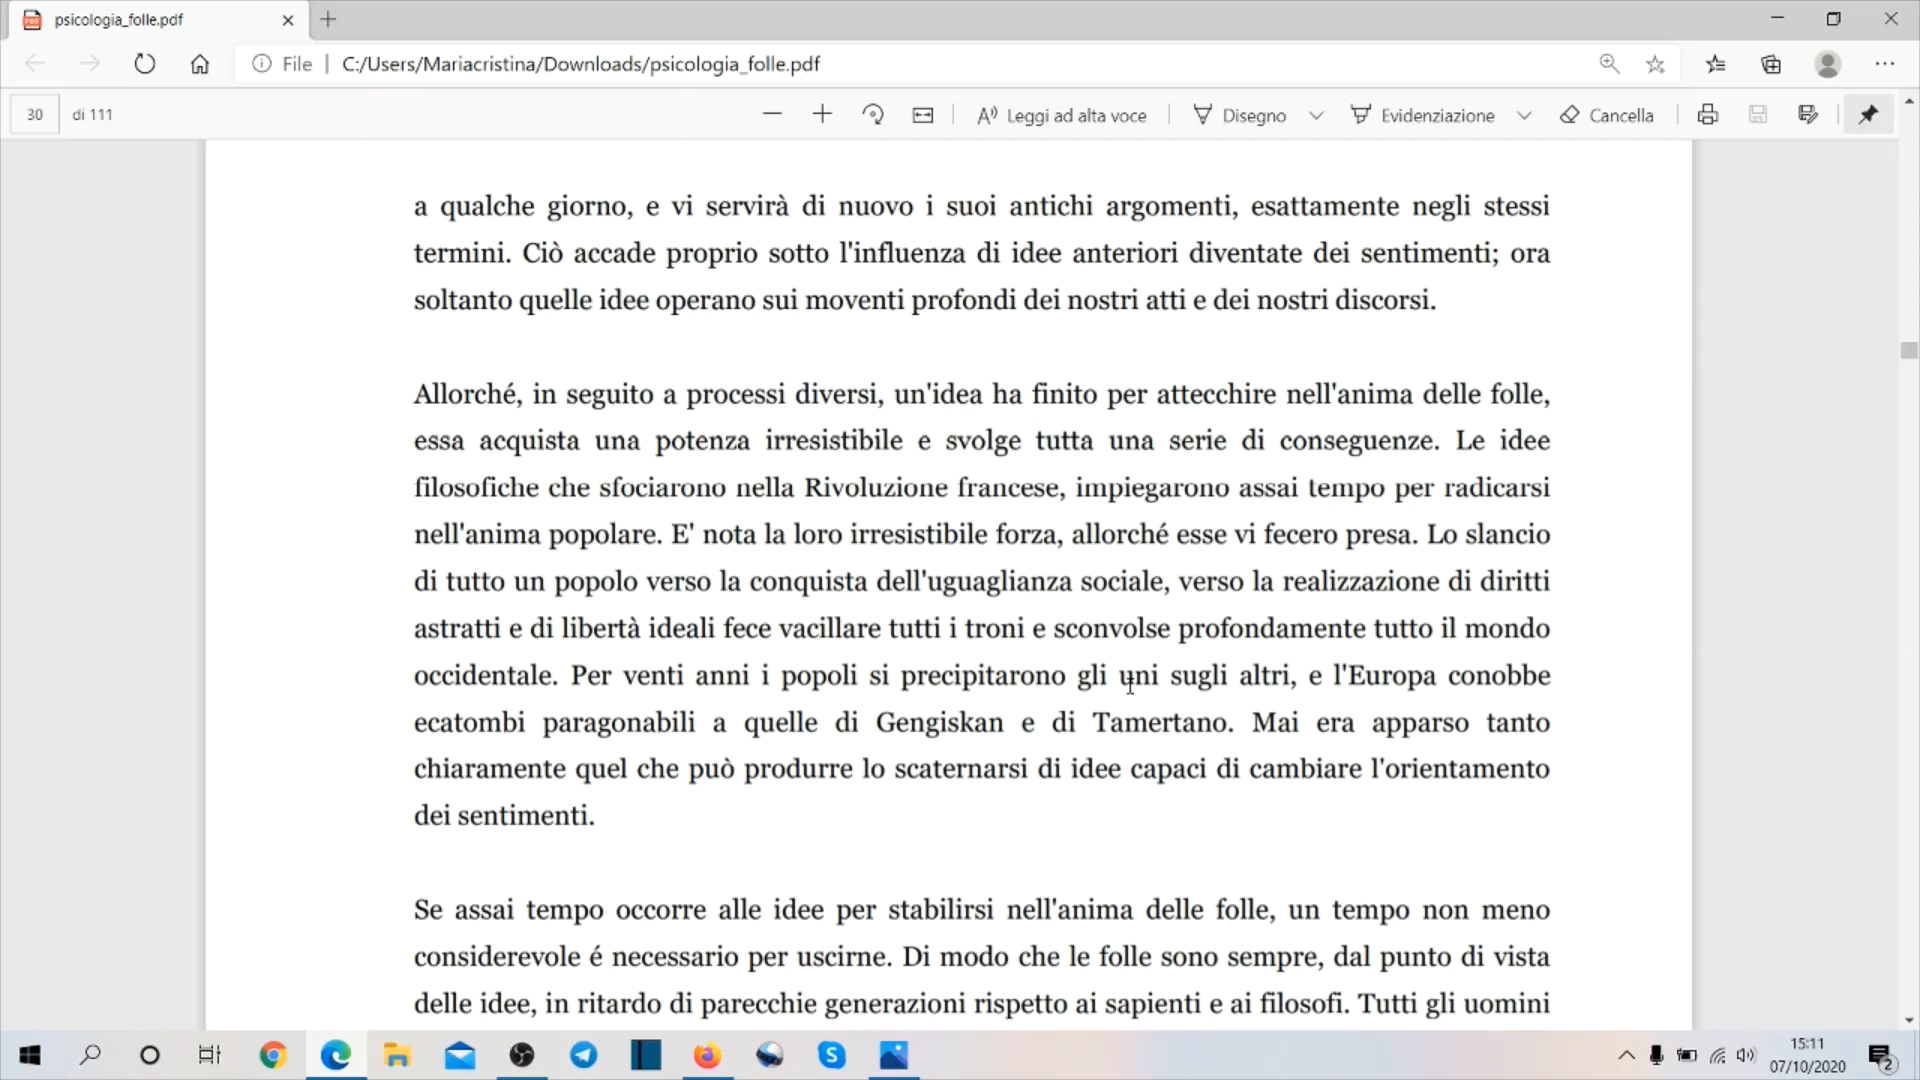 psicologia_folle.pdf
File
C:/Users/Mariacristina/Downloads/psicologia_folle.pdf
30 di 111
Leggi ad alta voce
Disegno
Evidenziazione
Cancella
a qualche giorno, e vi servirà di nuovo i suoi antichi argomenti, esattamente negli stessi
termini. Ciò accade proprio sotto l'influenza di idee anteriori diventate dei sentimenti; ora
soltanto quelle idee operano sui moventi profondi dei nostri atti e dei nostri discorsi.
Allorché, in seguito a processi diversi, un'idea ha finito per attecchire nell'anima delle folle,
essa acquista una potenza irresistibile e svolge tutta una serie di conseguenze. Le idee
filosofiche che sfociarono nella Rivoluzione francese, impiegarono assai tempo per radicarsi
nell'anima popolare. E' nota la loro irresistibile forza, allorché esse vi fecero presa. Lo slancio
di tutto un popolo verso la conquista dell'uguaglianza sociale, verso la realizzazione di diritti
astratti e di libertà ideali fece vacillare tutti i troni e sconvolse profondamente tutto il mondo
occidentale. Per venti anni i popoli si precipitarono gli uni sugli altri, e l'Europa conobbe
ecatombi paragonabili a quelle di Gengiskan e di Tamertano. Mai era apparso tanto
chiaramente quel che può produrre lo scaternarsi di idee capaci di cambiare l'orientamento
dei sentimenti.
Se assai tempo occorre alle idee per stabilirsi nell'anima delle folle, un tempo non meno
considerevole é necessario per uscirne. Di modo che le folle sono sempre, dal punto di vista
delle idee, in ritardo di parecchie generazioni rispetto ai sapienti e ai filosofi. Tutti gli uomini
15:11
07/10/2020
2